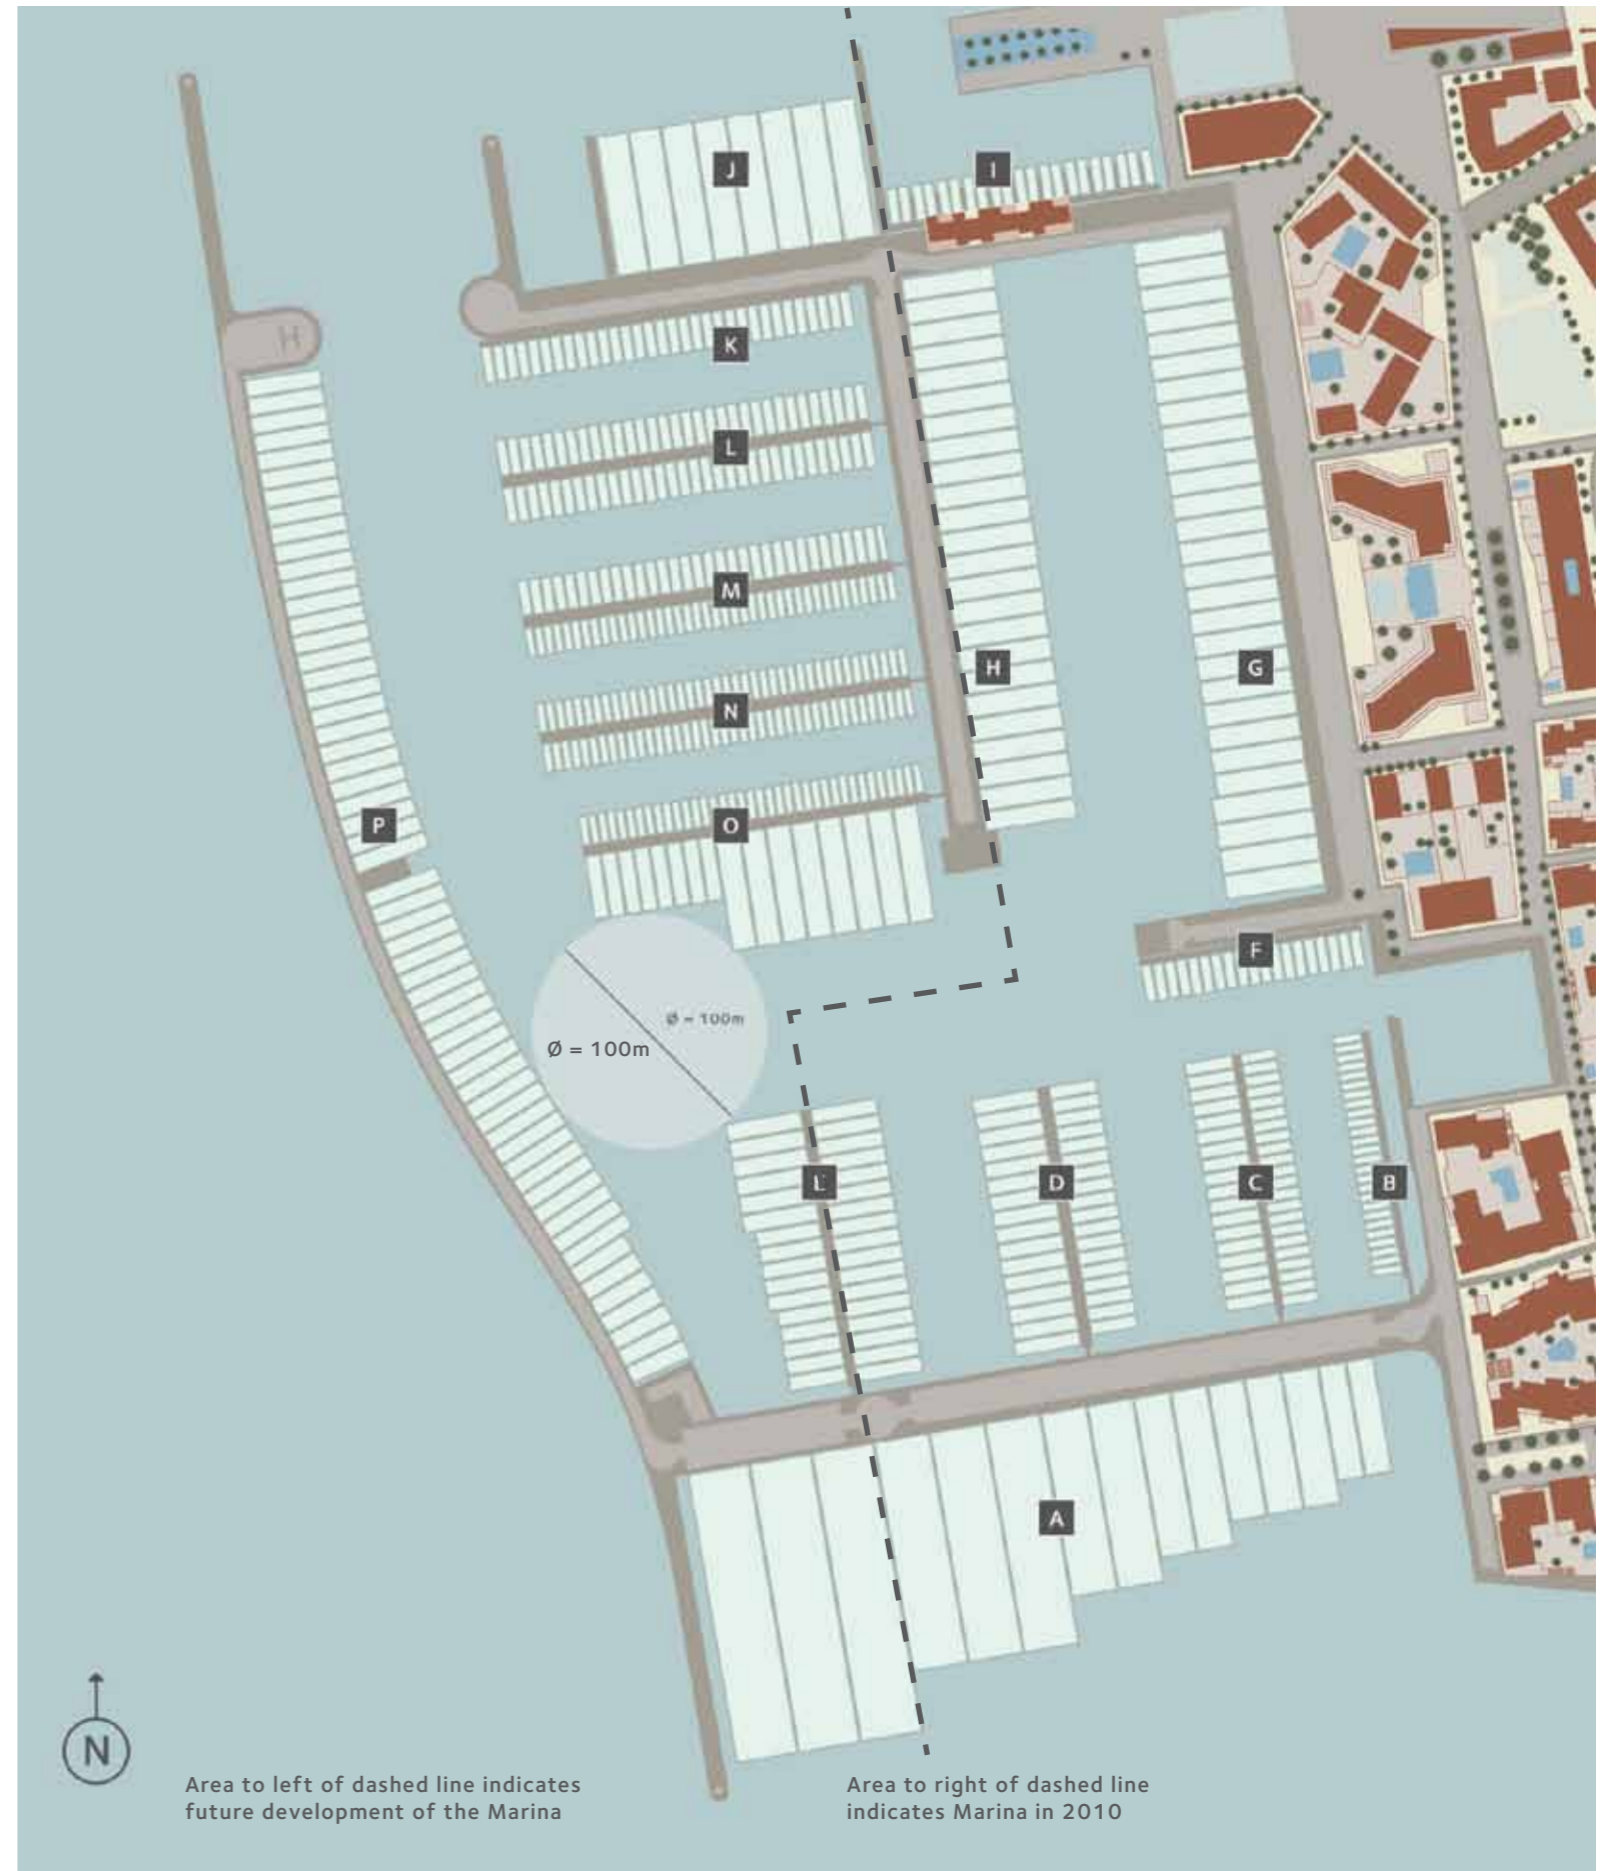 J
I
H
K
L
M
H
G
N
O
P
F
Ø = 100m
Ø = 100m
L
D
C
B
A
N
Area to left of dashed line indicates
future development of the Marina
Area to right of dashed line
indicates Marina in 2010